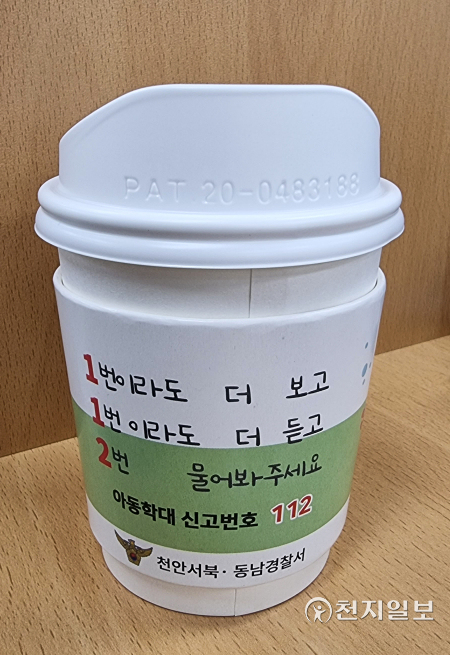 PAT 20-0483188
1번이라도 더 보고
1번 이라도 더 듣고
2번 물어봐주세요
아동학대 신고번호 112
천안서북·동남경찰서
천지일보